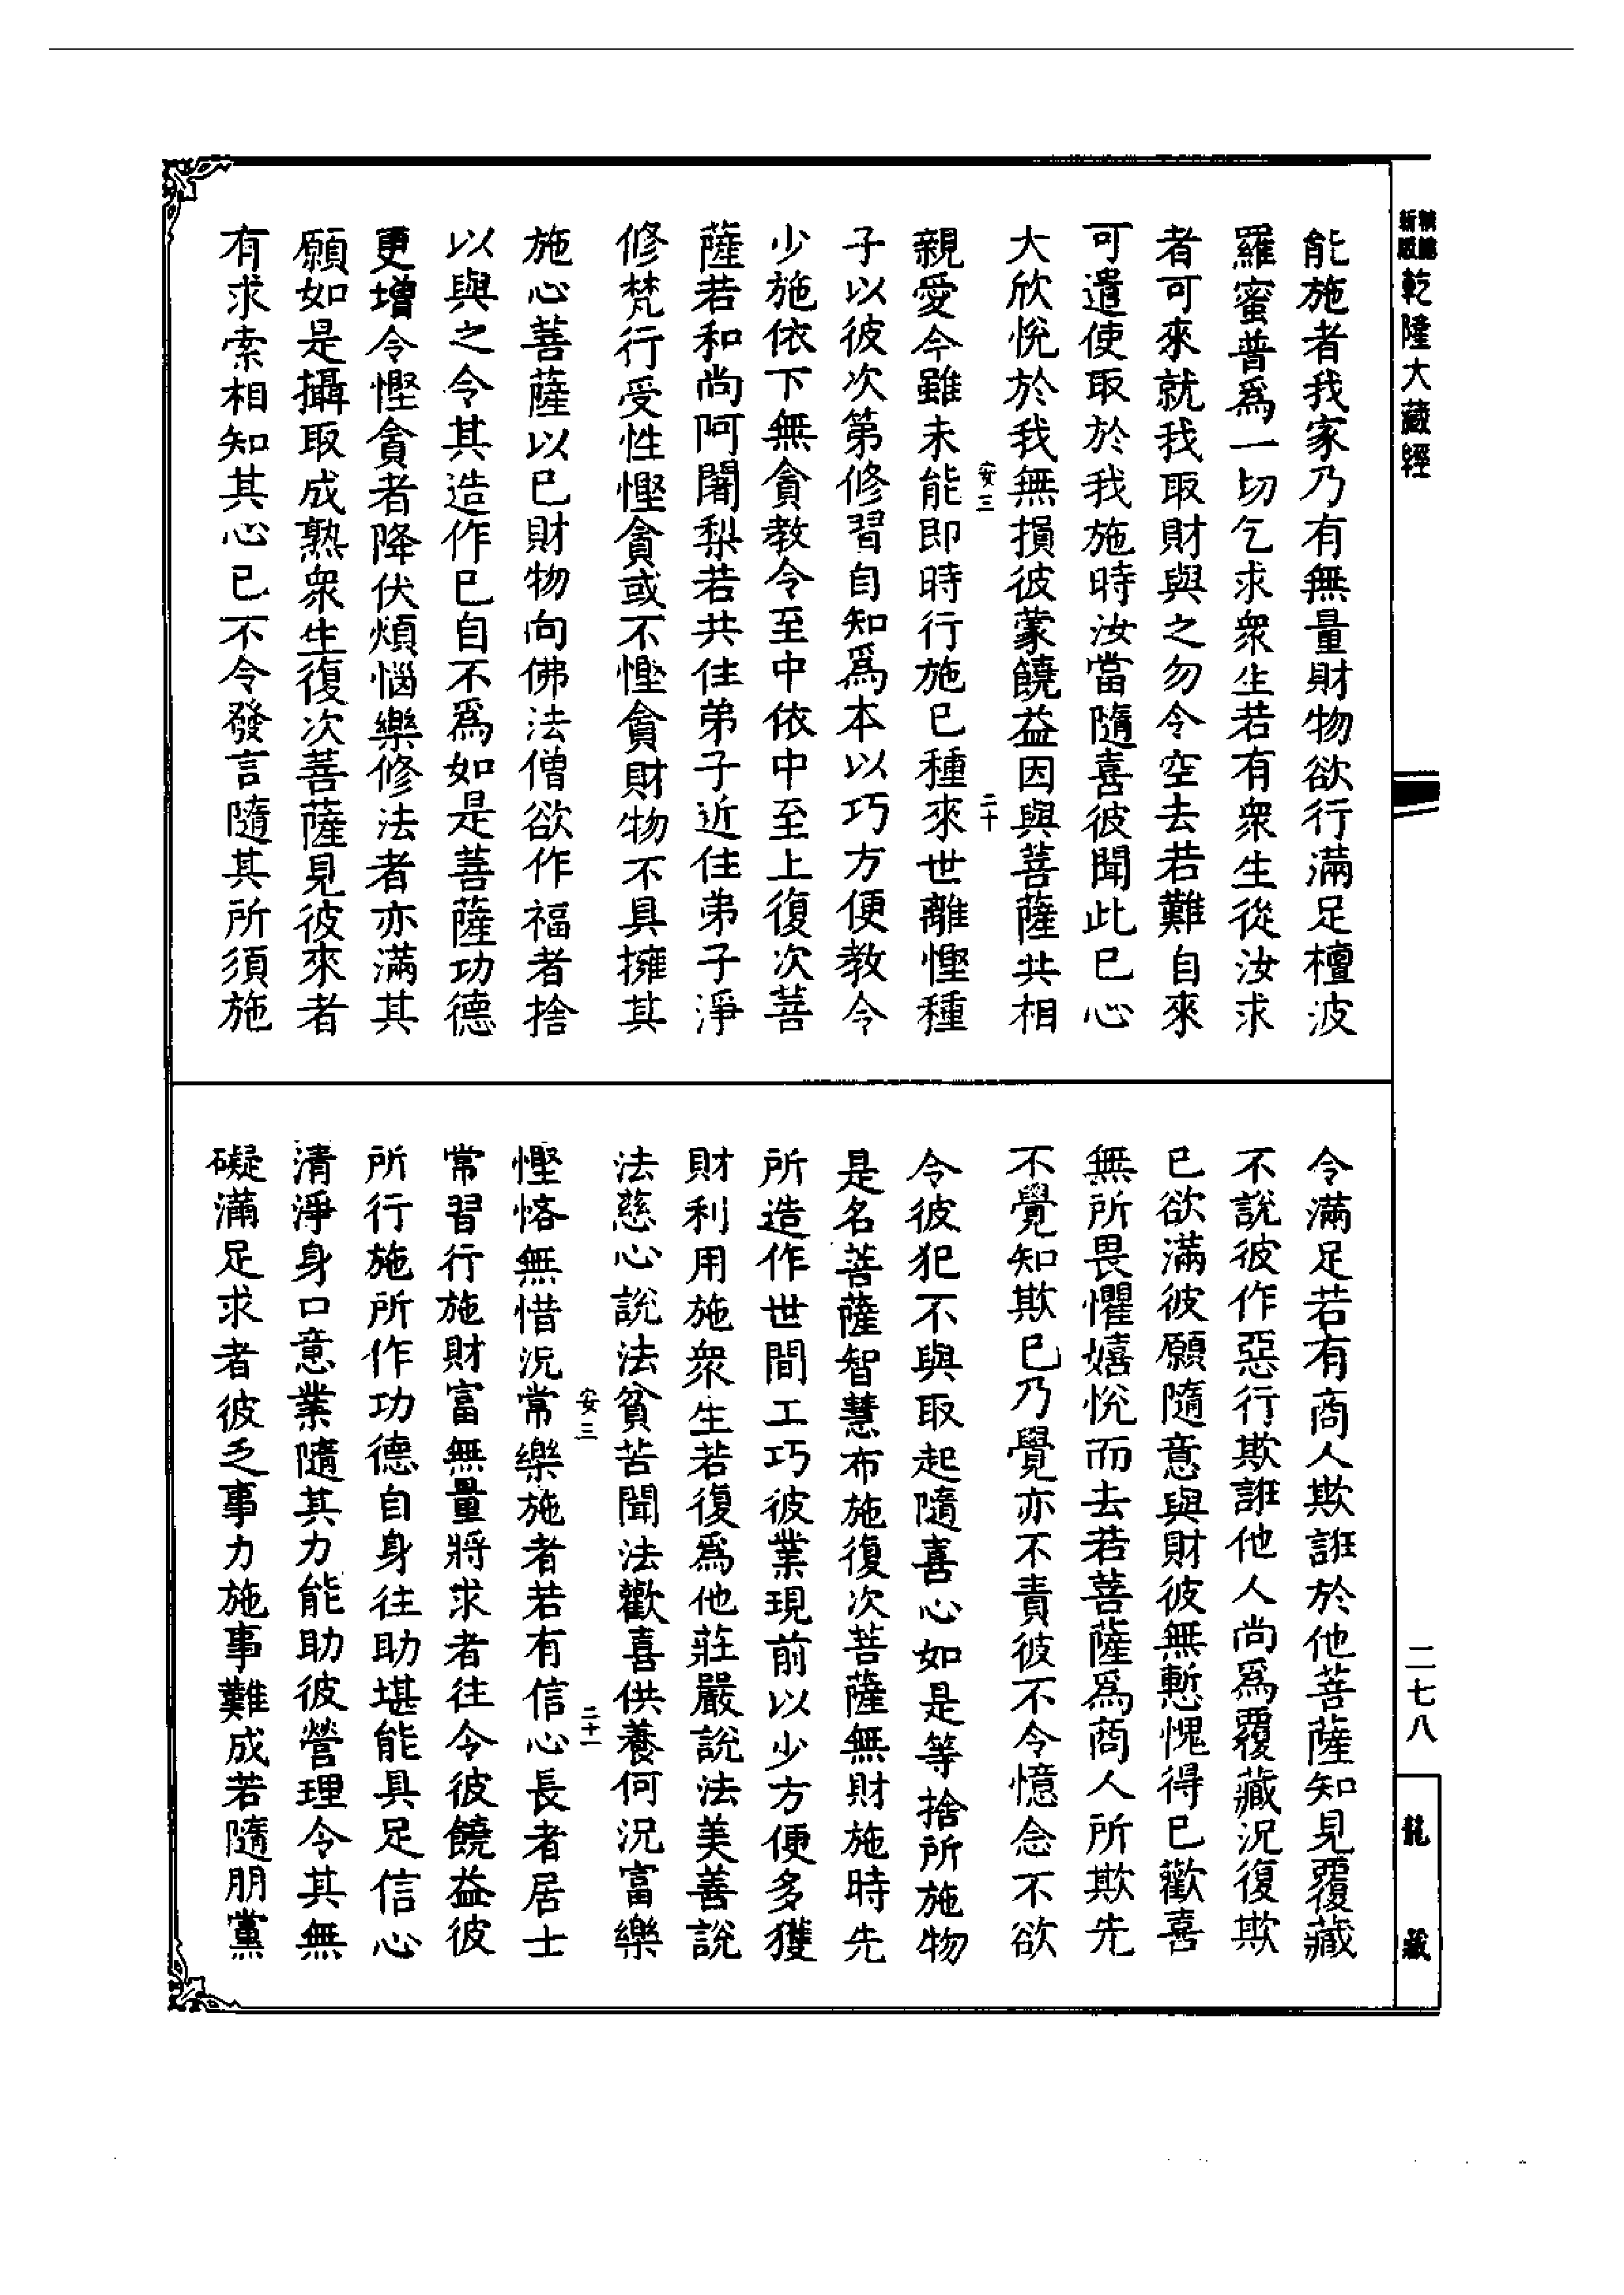 新版
精縮
乾隆大藏經
能施者我家乃有無量財物欲行滿足檀波
羅蜜普爲一切乞求衆生若有衆生從汝求
者可來就我取財與之勿令空去若難自來
可遣使取於我施時汝當隨喜彼聞此已心
大欣悅於我無損彼蒙饒益因與菩薩共相
安三
二十
親愛今雖未能即時行施已種來世離慳種
子以彼次第修習自知爲本以巧方便教令
少施依下無貪教令至中依中至上復次菩
薩若和尚阿闍梨若共住弟子近住弟子淨
修梵行受性慳貪或不慳貪財物不具擁其
施心菩薩以已財物向佛法僧欲作福者捨
以與之令其造作已自不爲如是菩薩功德
更增令慳貪者降伏煩惱樂修法者亦滿其
願如是攝取成熟衆生復次菩薩見彼來者
有求索相知其心已不令發言隨其所須施
令滿足若有商人欺誑於他菩薩知見覆藏
不說彼作惡行欺誑他人尚爲覆藏況復欺
已欲滿彼願隨意與財彼無慙愧得已歡喜
無所畏懼嬉悅而去若菩薩爲商人所欺先
不覺知欺已乃覺亦不責彼不令憶念不欲
令彼犯不與取起隨喜心如是等捨所施物
是名菩薩智慧布施復次菩薩無財施時先
所造作世間工巧彼業現前以少方便多獲
財利用施衆生若復爲他莊嚴說法美善說
法慈心說法貧苦聞法歡喜供養何況富樂
安三
二十一
慳悋無惜況常樂施者若有信心長者居士
常習行施財富無量將求者往令彼饒益彼
所行施所作功德自身往助堪能具足信心
清淨身口意業隨其力能助彼營理令其無
礙滿足求者彼乏事力施事難成若隨朋黨
二七八
龍藏